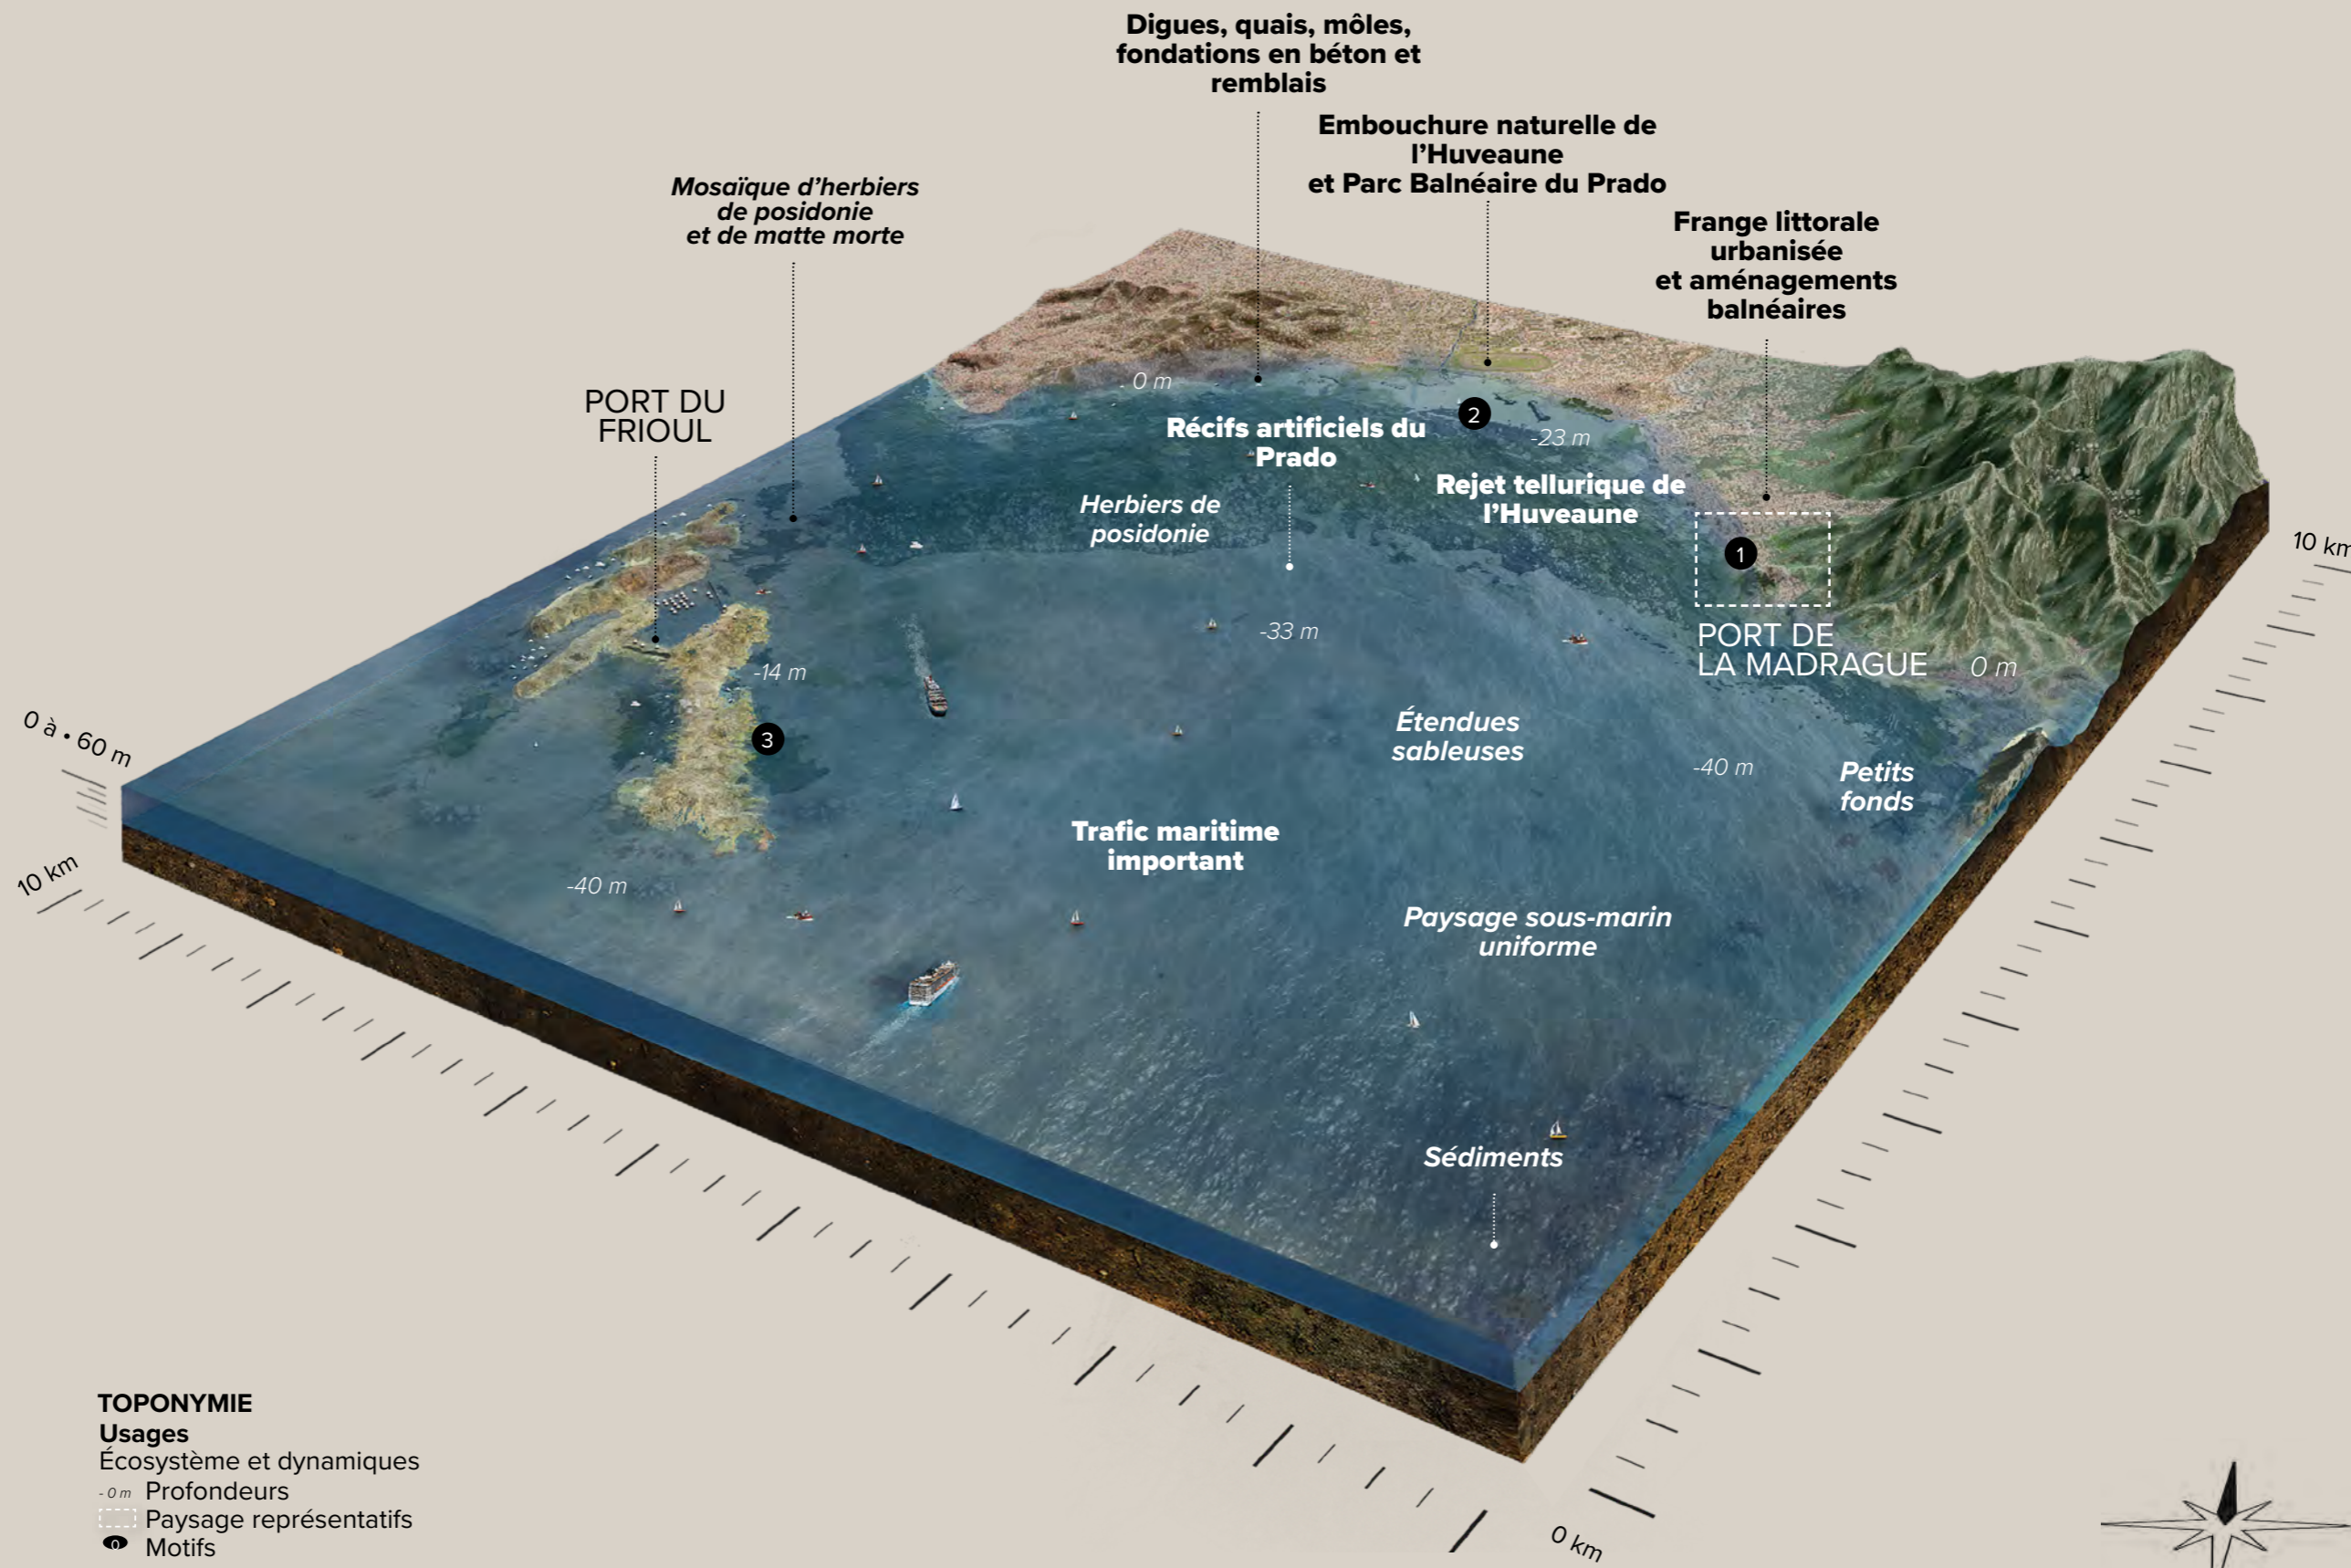 Digues, quais, môles,
fondations en béton et
remblais
Embouchure naturelle de
l’Huveaune
et Parc Balnéaire du Prado
Mosaïque d’herbiers
de posidonie
et de matte morte
Frange littorale
urbanisée
et aménagements
balnéaires
PORT DU
FRIOUL
- 0 m
2
Récifs artificiels du
Prado
-23 m
Rejet tellurique de
l’Huveaune
Herbiers de
posidonie
1
10 km
-33 m
PORT DE
LA MADRAGUE
0 m
-14 m
3
0 à • 60 m
Étendues
sableuses
-40 m
Petits
fonds
Trafic maritime
important
10 km
-40 m
Paysage sous-marin
uniforme
Sédiments
0 km
TOPONYMIE
Usages
Écosystème et dynamiques
- 0 m Profondeurs
Paysage représentatifs
0 Motifs